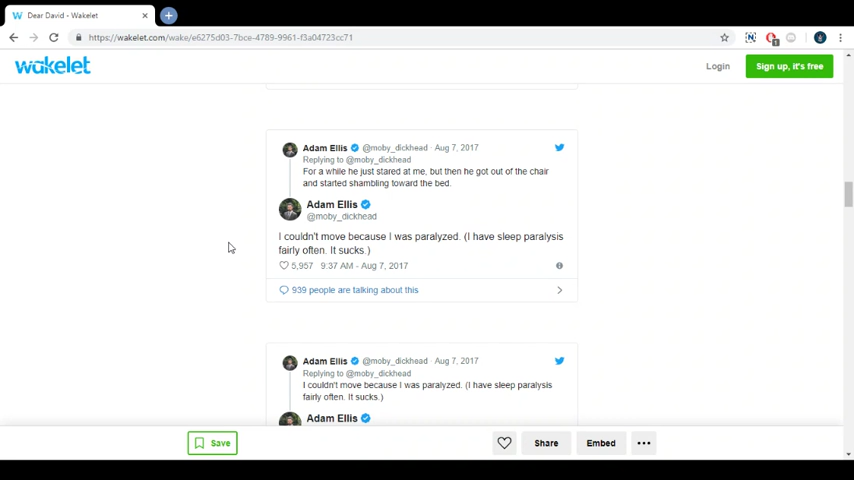 Dear David - Wakelet
https://wakelet.com/wake/e6275d03-7bce-4789-9961-f3a04723cc71
wakelet
Login
Sign up, it's free
Adam Ellis @moby_dickhead · Aug 7, 2017
Replying to @moby_dickhead
For a while he just stared at me, but then he got out of the chair
and started shambling toward the bed.
Adam Ellis
@moby_dickhead
I couldn't move because I was paralyzed. (I have sleep paralysis
fairly often. It sucks.)
5,957 9:37 AM - Aug 7, 2017
939 people are talking about this
Adam Ellis @moby_dickhead · Aug 7, 2017
Replying to @moby_dickhead
I couldn't move because I was paralyzed. (I have sleep paralysis
fairly often. It sucks.)
Adam Ellis
Save
Share
Embed